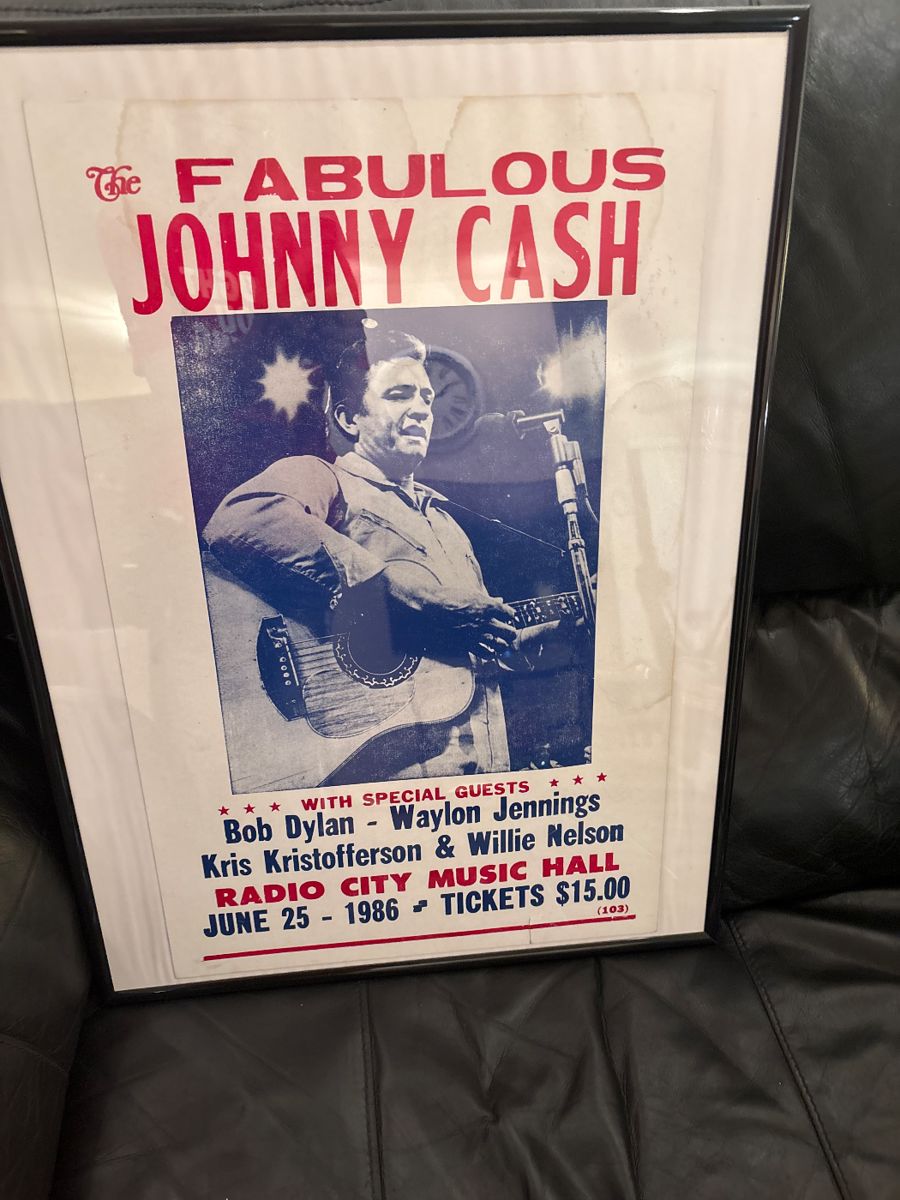 The FABULOUS
JOHNNY CASH
★ ★ ★ WITH SPECIAL GUESTS ★ ★ ★
Bob Dylan - Waylon Jennings
Kris Kristofferson & Willie Nelson
RADIO CITY MUSIC HALL
JUNE 25 - 1986 - TICKETS $15.00
(103)